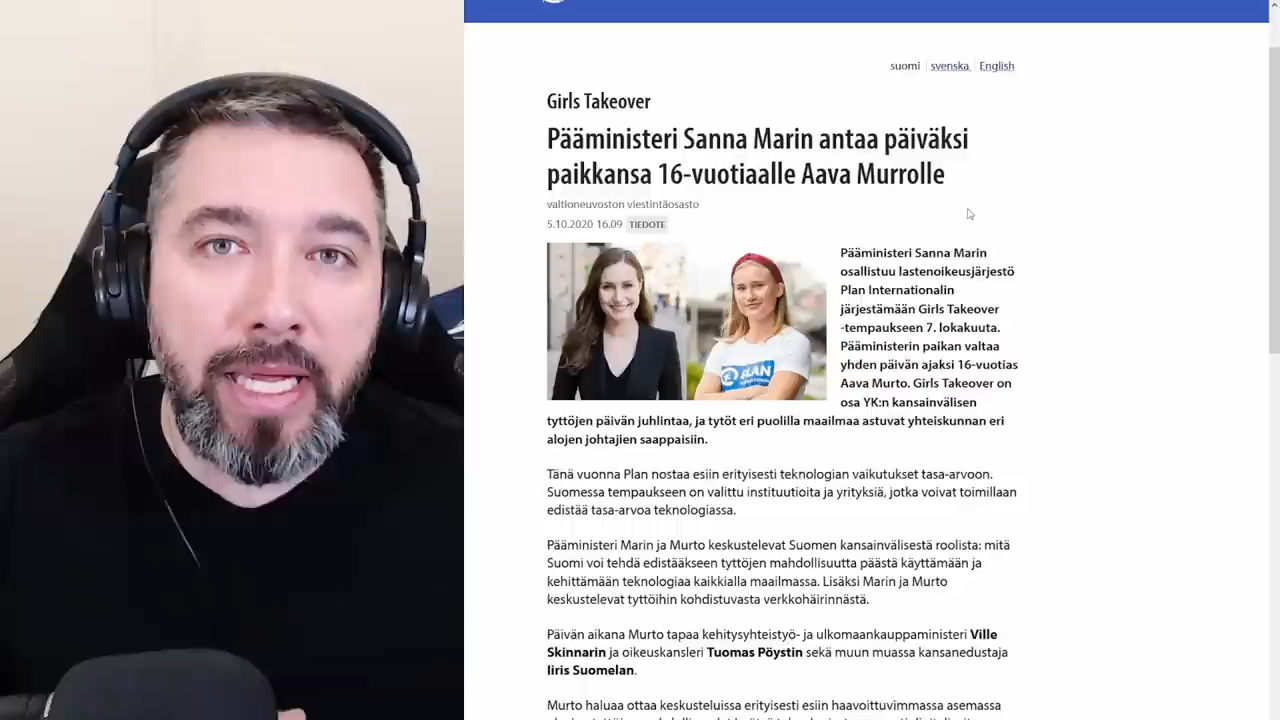 suomi svenska English
Girls Takeover
Pääministeri Sanna Marin antaa päiväksi
paikkansa 16-vuotiaalle Aava Murrolle
valtioneuvoston viestintäosasto
5.10.2020 16.09 TIEDOTE
Pääministeri Sanna Marin
osallistuu lastenoikeusjärjestö
Plan Internationalin
järjestämään Girls Takeover
-tempaukseen 7. lokakuuta.
Pääministerin paikan valtaa
yhden päivän ajaksi 16-vuotias
Aava Murto. Girls Takeover on
osa YK:n kansainvälisen
tyttöjen päivän juhlintaa, ja tytöt eri puolilla maailmaa astuvat yhteiskunnan eri
alojen johtajien saappaisiin.
PLAN
Tänä vuonna Plan nostaa esiin erityisesti teknologian vaikutukset tasa-arvoon.
Suomessa tempaukseen on valittu instituutioita ja yrityksiä, jotka voivat toimillaan
edistää tasa-arvoa teknologiassa.
Pääministeri Marin ja Murto keskustelevat Suomen kansainvälisestä roolista: mitä
Suomi voi tehdä edistääkseen tyttöjen mahdollisuutta päästä käyttämään ja
kehittämään teknologiaa kaikkialla maailmassa. Lisäksi Marin ja Murto
keskustelevat tyttöihin kohdistuvasta verkkohäirinnästä.
Päivän aikana Murto tapaa kehitysyhteistyö- ja ulkomaankauppaministeri Ville
Skinnarin ja oikeuskansleri Tuomas Pöystin sekä muun muassa kansanedustaja
Iiris Suomelan.
Murto haluaa ottaa keskusteluissa erityisesti esiin haavoittuvimmassa asemassa